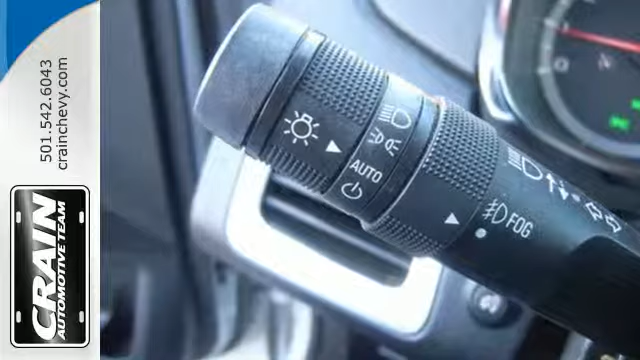 501.542.6043
crainchevy.com
CRAIN
AUTOMOTIVE TEAM
AUTO
FOG